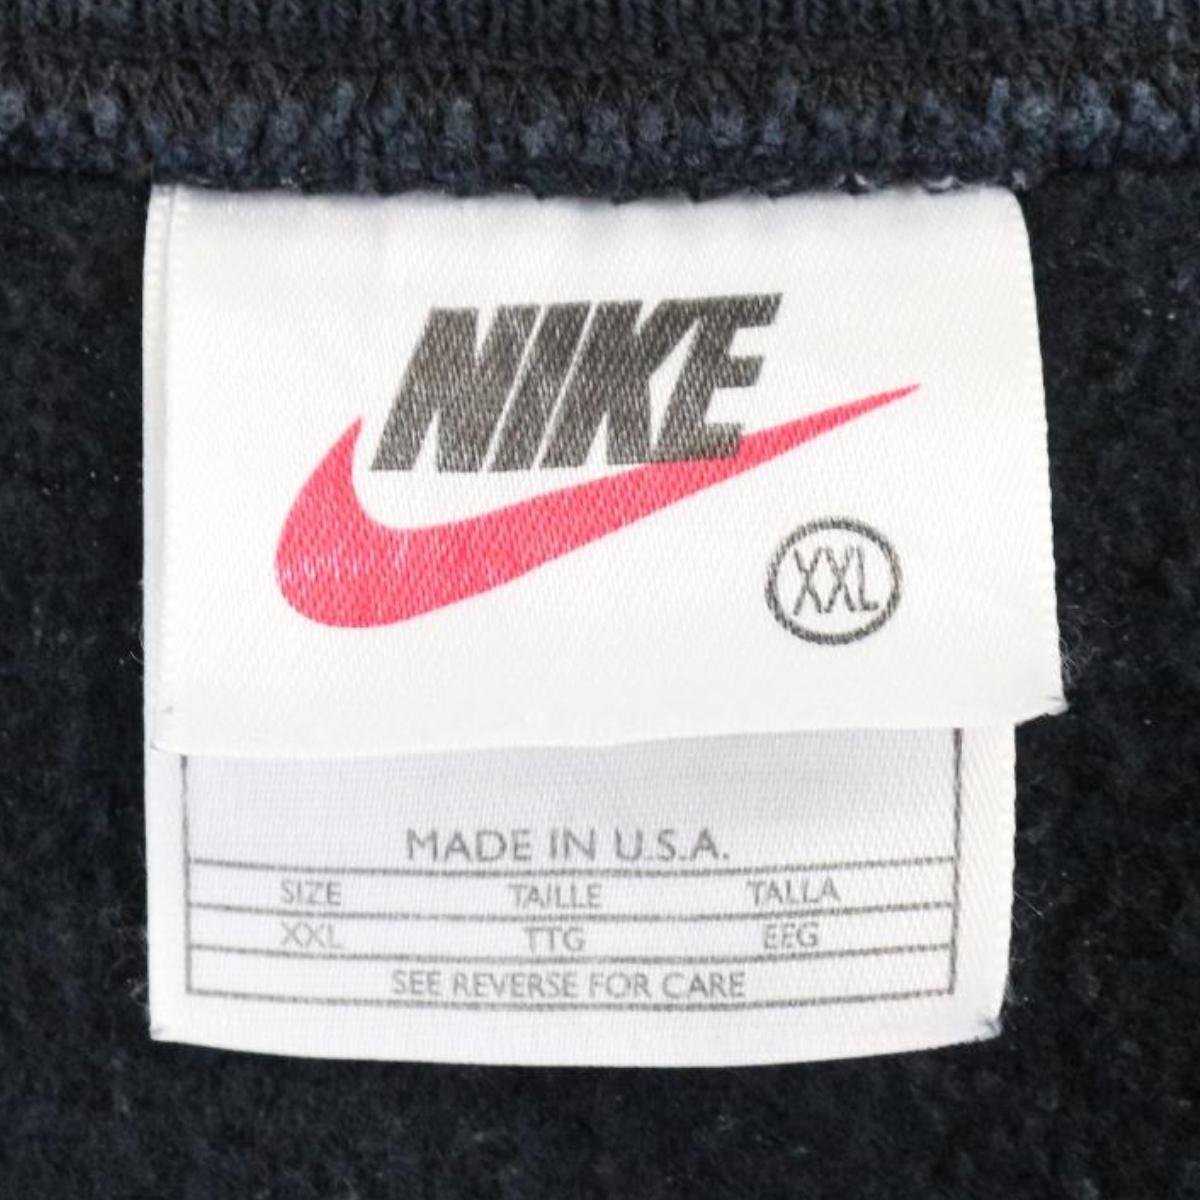 NIKE
XXL
MADE IN U.S.A.
SIZE TAILLE TALLA
XXL TTG EEG
SEE REVERSE FOR CARE